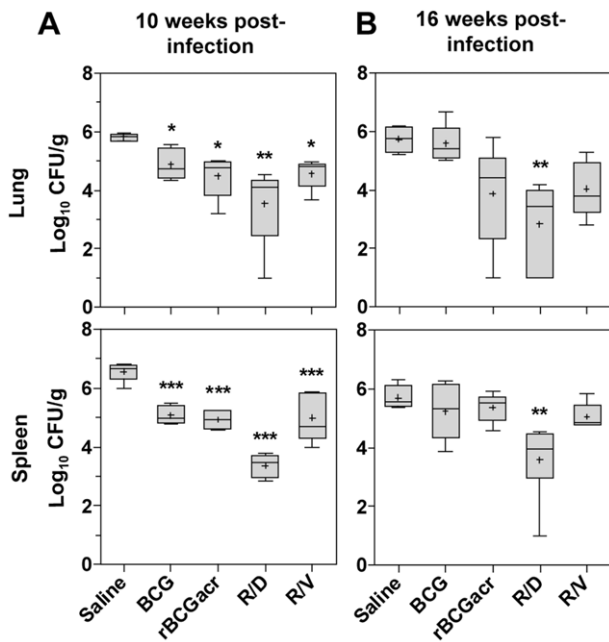 A
10 weeks post-
infection
B
16 weeks post-
infection
Lung
Log10 CFU/g
8
6
4
2
0
*
*
**
*
8
6
4
2
0
**
Spleen
Log10 CFU/g
8
6
4
2
0
***
***
***
***
8
6
4
2
0
**
Saline
BCG
rBCGacr
R/D
R/V
Saline
BCG
rBCGacr
R/D
R/V